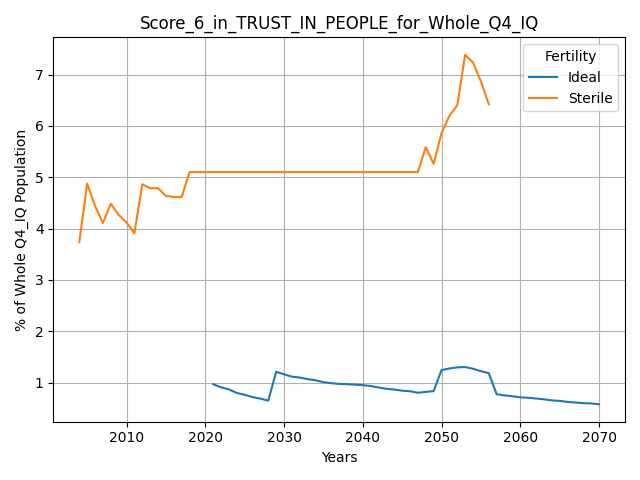 Score_6_in_TRUST_IN_PEOPLE_for_Whole_Q4_IQ
Fertility
Ideal
Sterile
% of Whole Q4_IQ Population
7
6
5
4
3
2
1
2010 2020 2030 2040 2050 2060 2070
Years